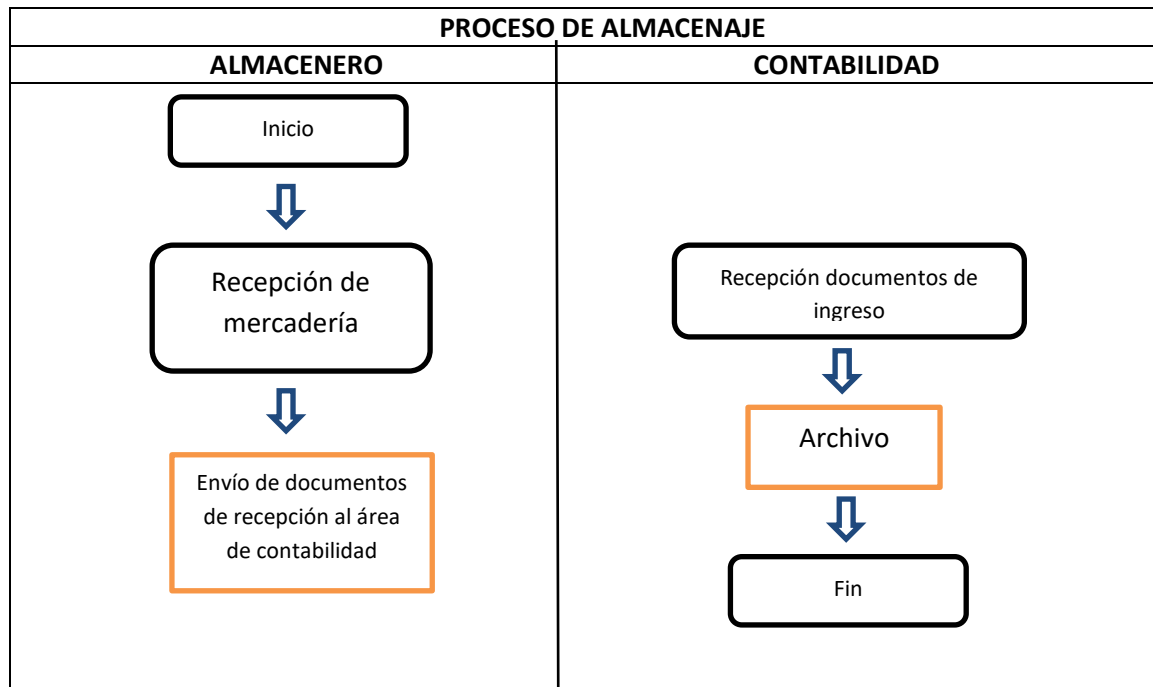 PROCESO DE ALMACENAJE
ALMACENERO
CONTABILIDAD
Inicio
Recepción de
mercadería
Envío de documentos
de recepción al área
de contabilidad
Recepción documentos de
ingreso
Archivo
Fin